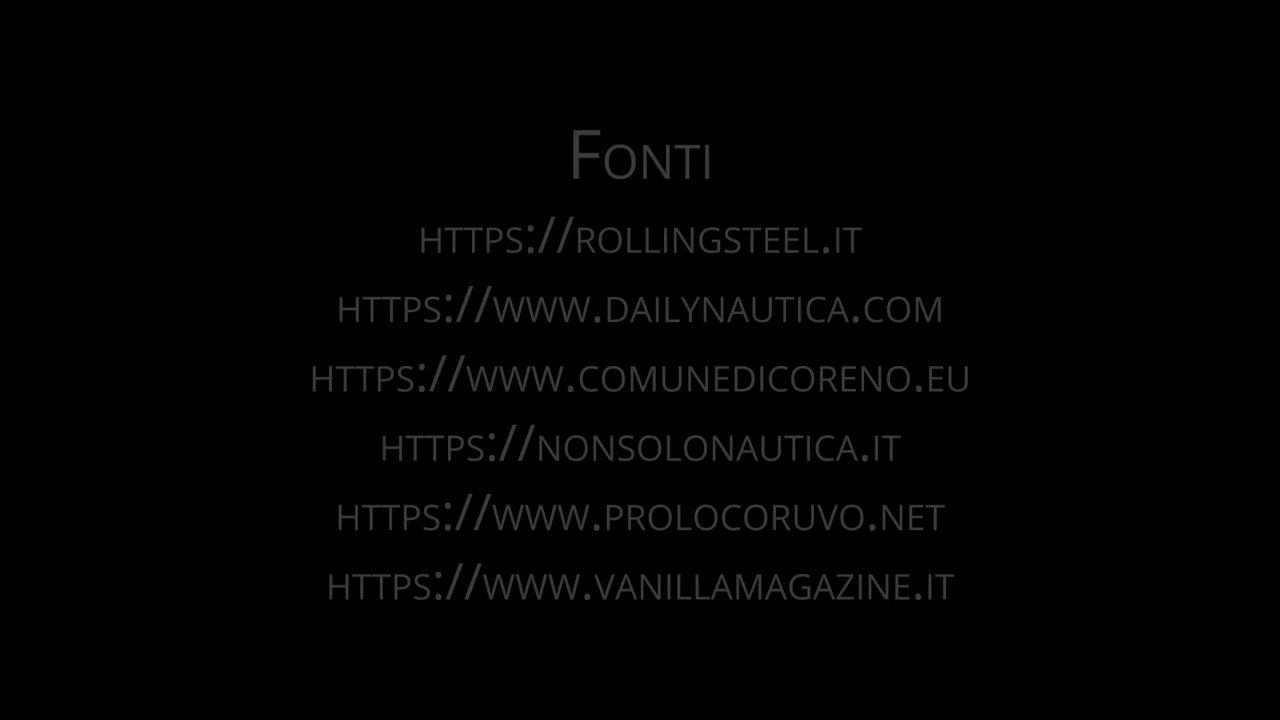 Fonti
https://rollingsteel.it
https://www.dailynautica.com
https://www.comunedicoreno.eu
https://nonsolonautica.it
https://www.prolocoruvo.net
https://www.vanillamagazine.it